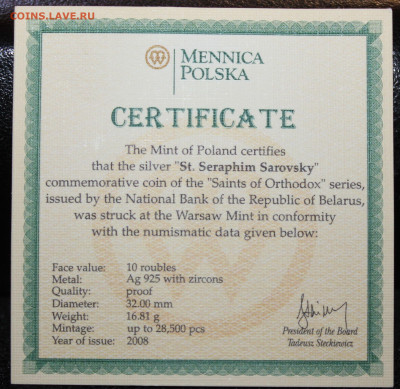 COINS.LAVE.RU
MENNICA
POLSKA
CERTIFICATE
The Mint of Poland certifies
that the silver "St. Seraphim Sarovsky"
commemorative coin of the "Saints of Orthodox" series,
issued by the National Bank of the Republic of Belarus,
was struck at the Warsaw Mint in conformity
with the numismatic data given below:
Face value: 10 roubles
Metal: Ag 925 with zircons
Quality: proof
Diameter: 32.00 mm
Weight: 16.81 g
Mintage: up to 28,500 pcs
Year of issue: 2008
President of the Board
Tadeusz Steckiewicz